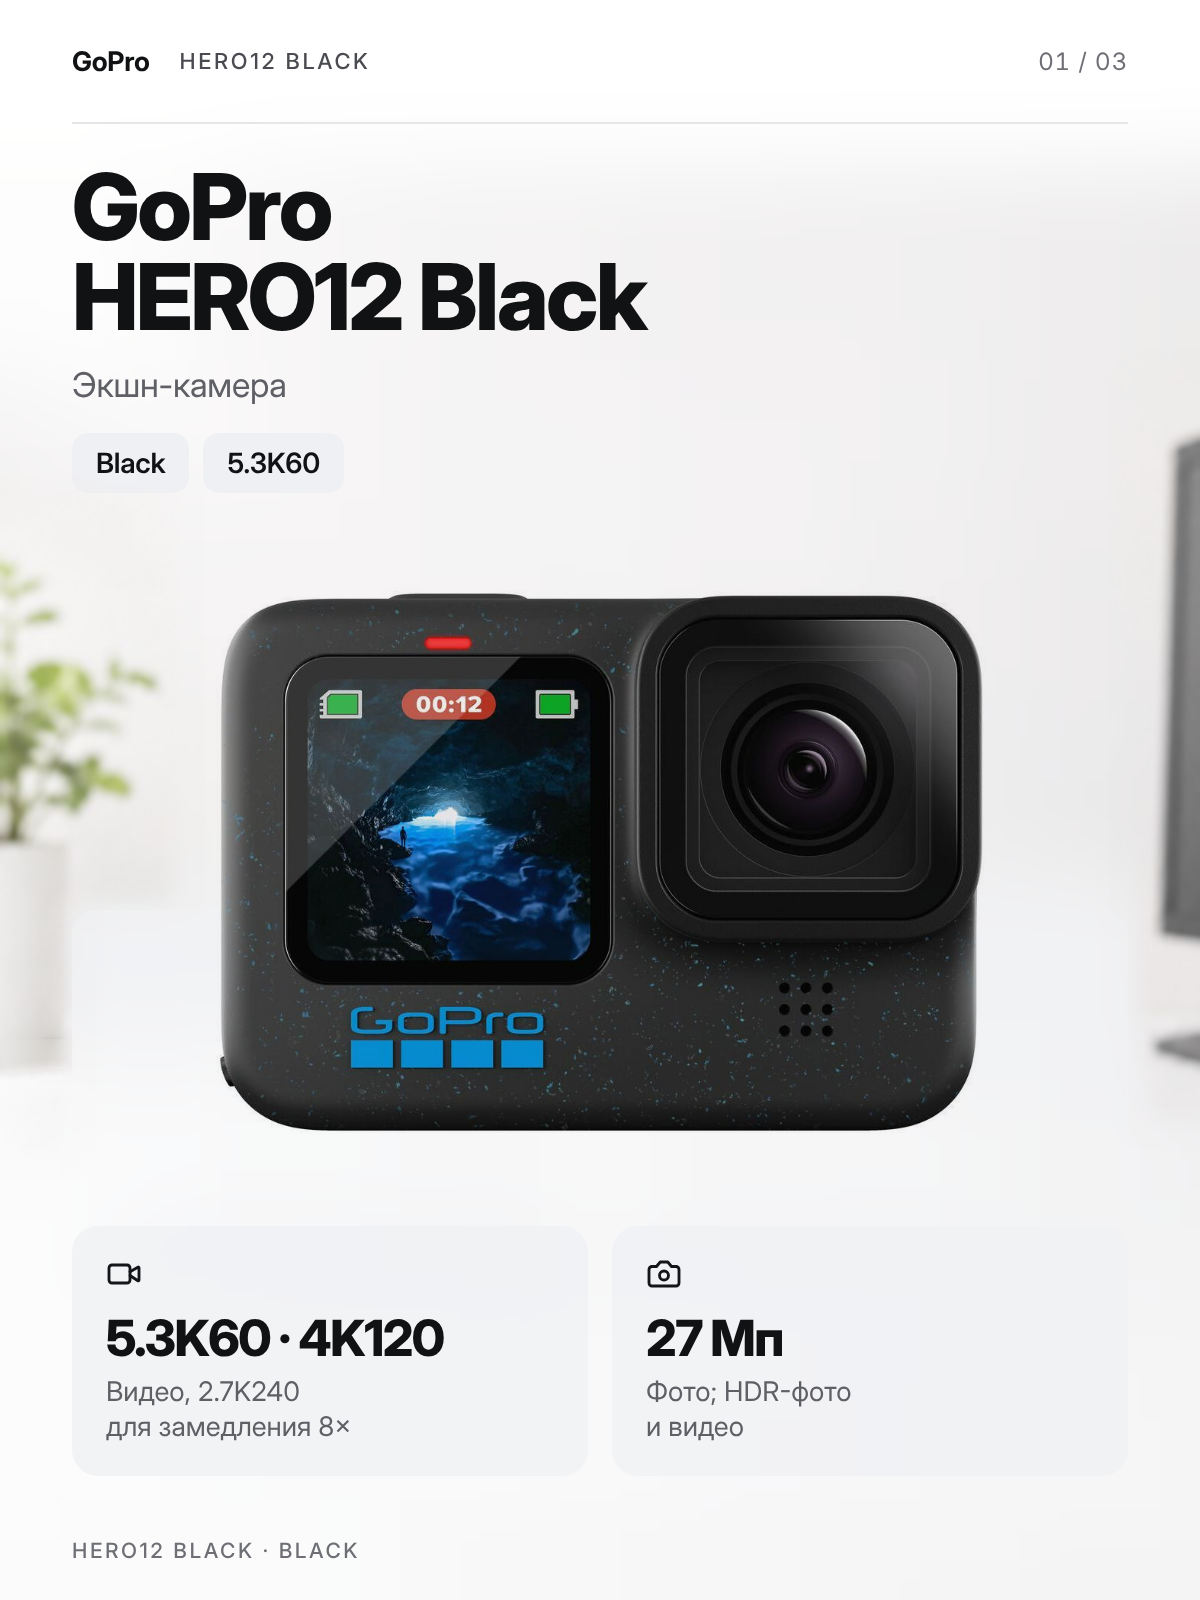 GoPro HERO12 BLACK 01 / 03
GoPro
HERO12 Black
Экшн-камера
Black 5.3K60
00:12
GoPro
5.3K60 · 4K120
Видео, 2.7K240
для замедления 8×
27 Мп
Фото; HDR-фото
и видео
HERO12 BLACK · BLACK